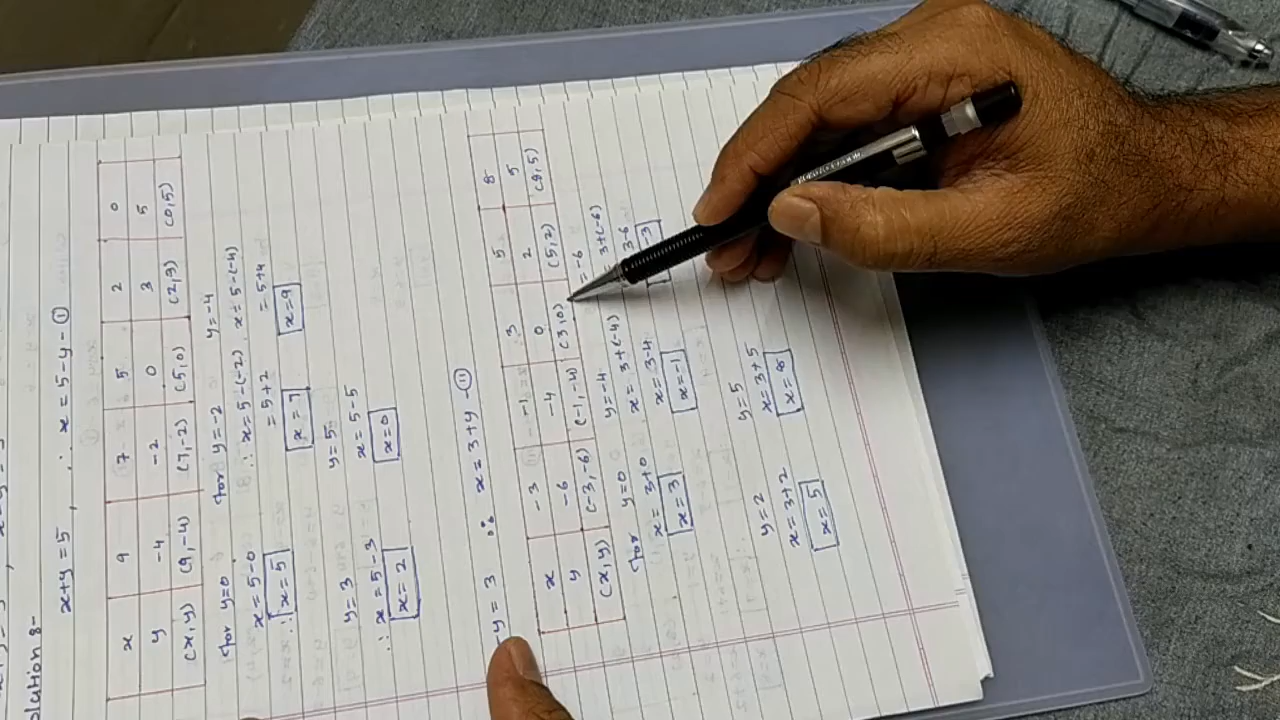 x+y=5 , ∴ x=5-y-①
x 9 7 5 2 0
y -4 -2 0 3 5
(x,y) (9,-4) (7,-2) (5,0) (2,3) (0,5)
for y=0 for y=-2 y=-4
x=5-0 ∴ x=5-(-2) x=5-(-4)
∴ x=5 =5+2 =5+4
x=7 x=9
y=3 y=5
∴ x=5-3 x=5-5
x=2 x=0
-y=3 ∴ x=3+y-⑪
x -3 -1 3 5 8
y -6 -4 0 2 5
(x,y) (-3,-6) (-1,-4) (3,0) (5,2) (8,5)
for y=0 y=-4 -6
x=3+0 x=3+(-4) 3+(-6)
x=3 x=3-4 3-6
x=-1 -3
y=2 y=5
x=3+2 x=3+5
x=5 x=8